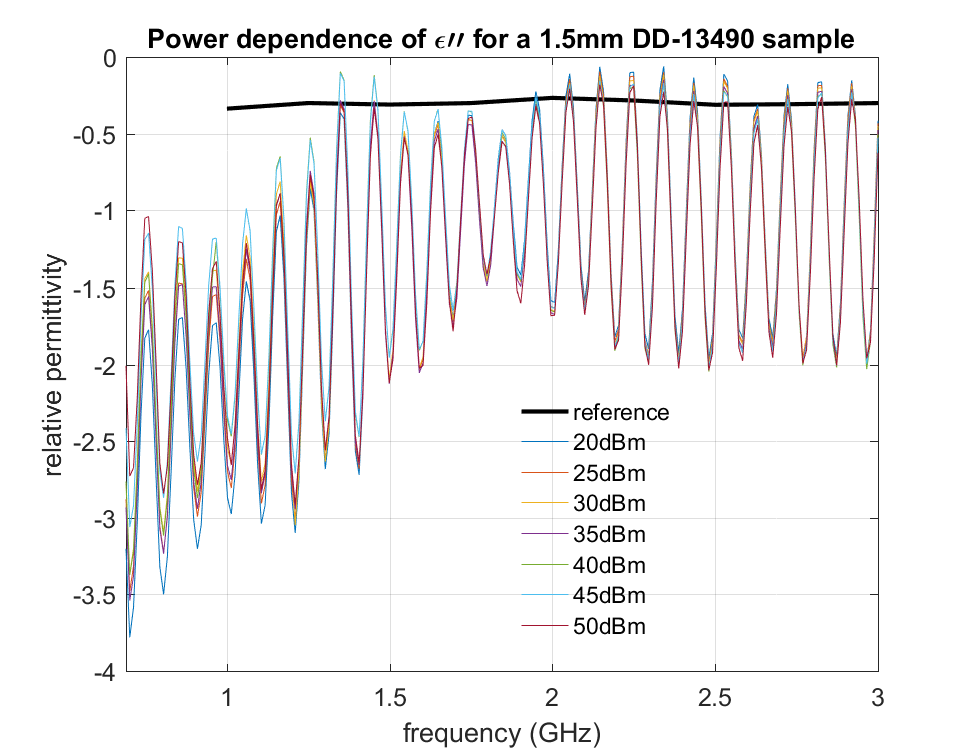 Power dependence of ϵ′′ for a 1.5mm DD-13490 sample
0
-0.5
-1
-1.5
-2
-2.5
-3
-3.5
-4
relative permittivity
reference
20dBm
25dBm
30dBm
35dBm
40dBm
45dBm
50dBm
1
1.5
2
2.5
3
frequency (GHz)